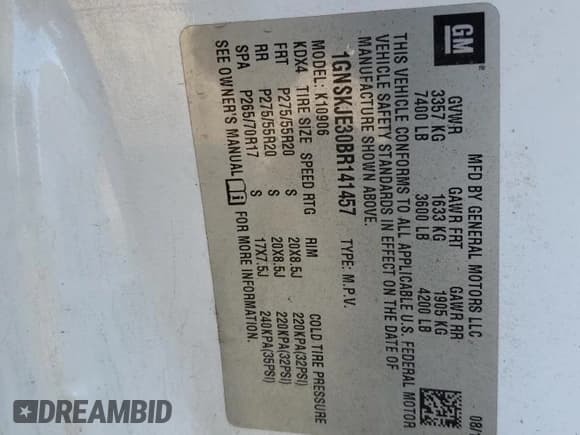 GM
MFD BY GENERAL MOTORS LLC 08/1
GVWR GAWR FRT GAWR RR
3357 KG 1633 KG 1905 KG
7400 LB 3600 LB 4200 LB
THIS VEHICLE CONFORMS TO ALL APPLICABLE U.S. FEDERAL MOTOR
VEHICLE SAFETY STANDARDS IN EFFECT ON THE DATE OF
MANUFACTURE SHOWN ABOVE.
1GNSKJE30BR141457 TYPE: M.P.V.
MODEL: K10906
KDX4 TIRE SIZE SPEED RTG RIM COLD TIRE PRESSURE
FRT P275/55R20 S 20X8.5J 220KPA(32PSI)
RR P275/55R20 S 20X8.5J 220KPA(32PSI)
SPA P265/70R17 S 17X7.5J 240KPA(35PSI)
SEE OWNER'S MANUAL FOR MORE INFORMATION.
DREAMBID